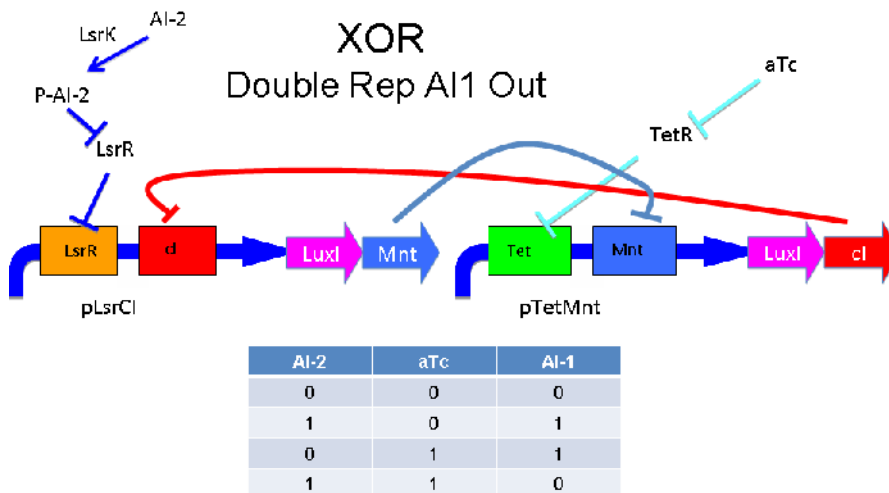 XOR
Double Rep AI1 Out
LsrK
AI-2
P-AI-2
LsrR
aTc
TetR
LsrR
cI
LuxI
Mnt
Tet
Mnt
LuxI
cI
pLsrCI
pTetMnt
AI-2 aTc AI-1
0 0 0
1 0 1
0 1 1
1 1 0